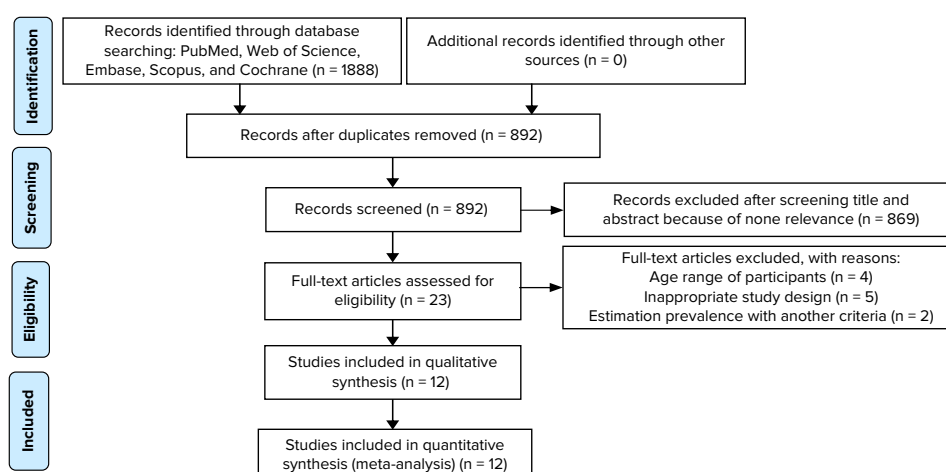 Identification
Records identified through database
searching: PubMed, Web of Science,
Embase, Scopus, and Cochrane (n = 1888)
Additional records identified through other
sources (n = 0)
Records after duplicates removed (n = 892)
Screening
Records screened (n = 892)
Records excluded after screening title and
abstract because of none relevance (n = 869)
Eligibility
Full-text articles assessed for
eligibility (n = 23)
Full-text articles excluded, with reasons:
Age range of participants (n = 4)
Inappropriate study design (n = 5)
Estimation prevalence with another criteria (n = 2)
Studies included in qualitative
synthesis (n = 12)
Included
Studies included in quantitative
synthesis (meta-analysis) (n = 12)